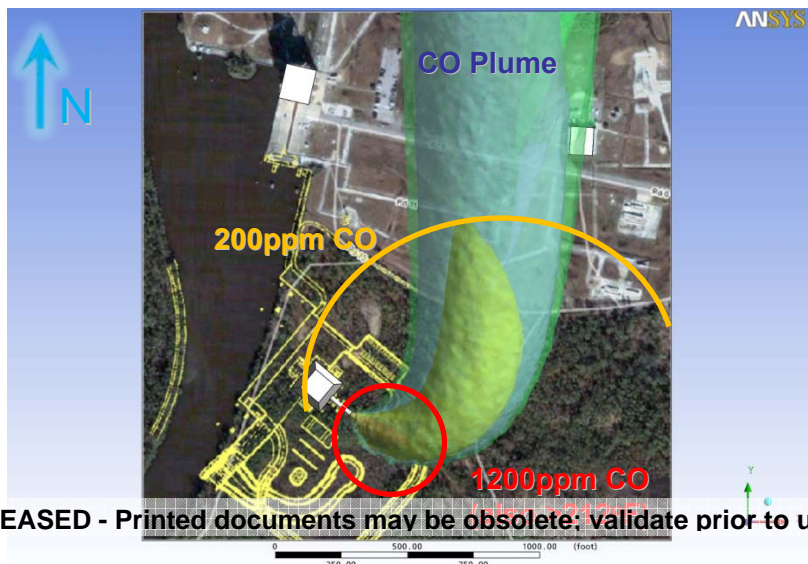 ANSYS
CO Plume
N
200ppm CO
1200ppm CO
EASED - Printed documents may be obsolete; validate prior to u
Y
0 500.00 1000.00 (foot)
250.00 750.00